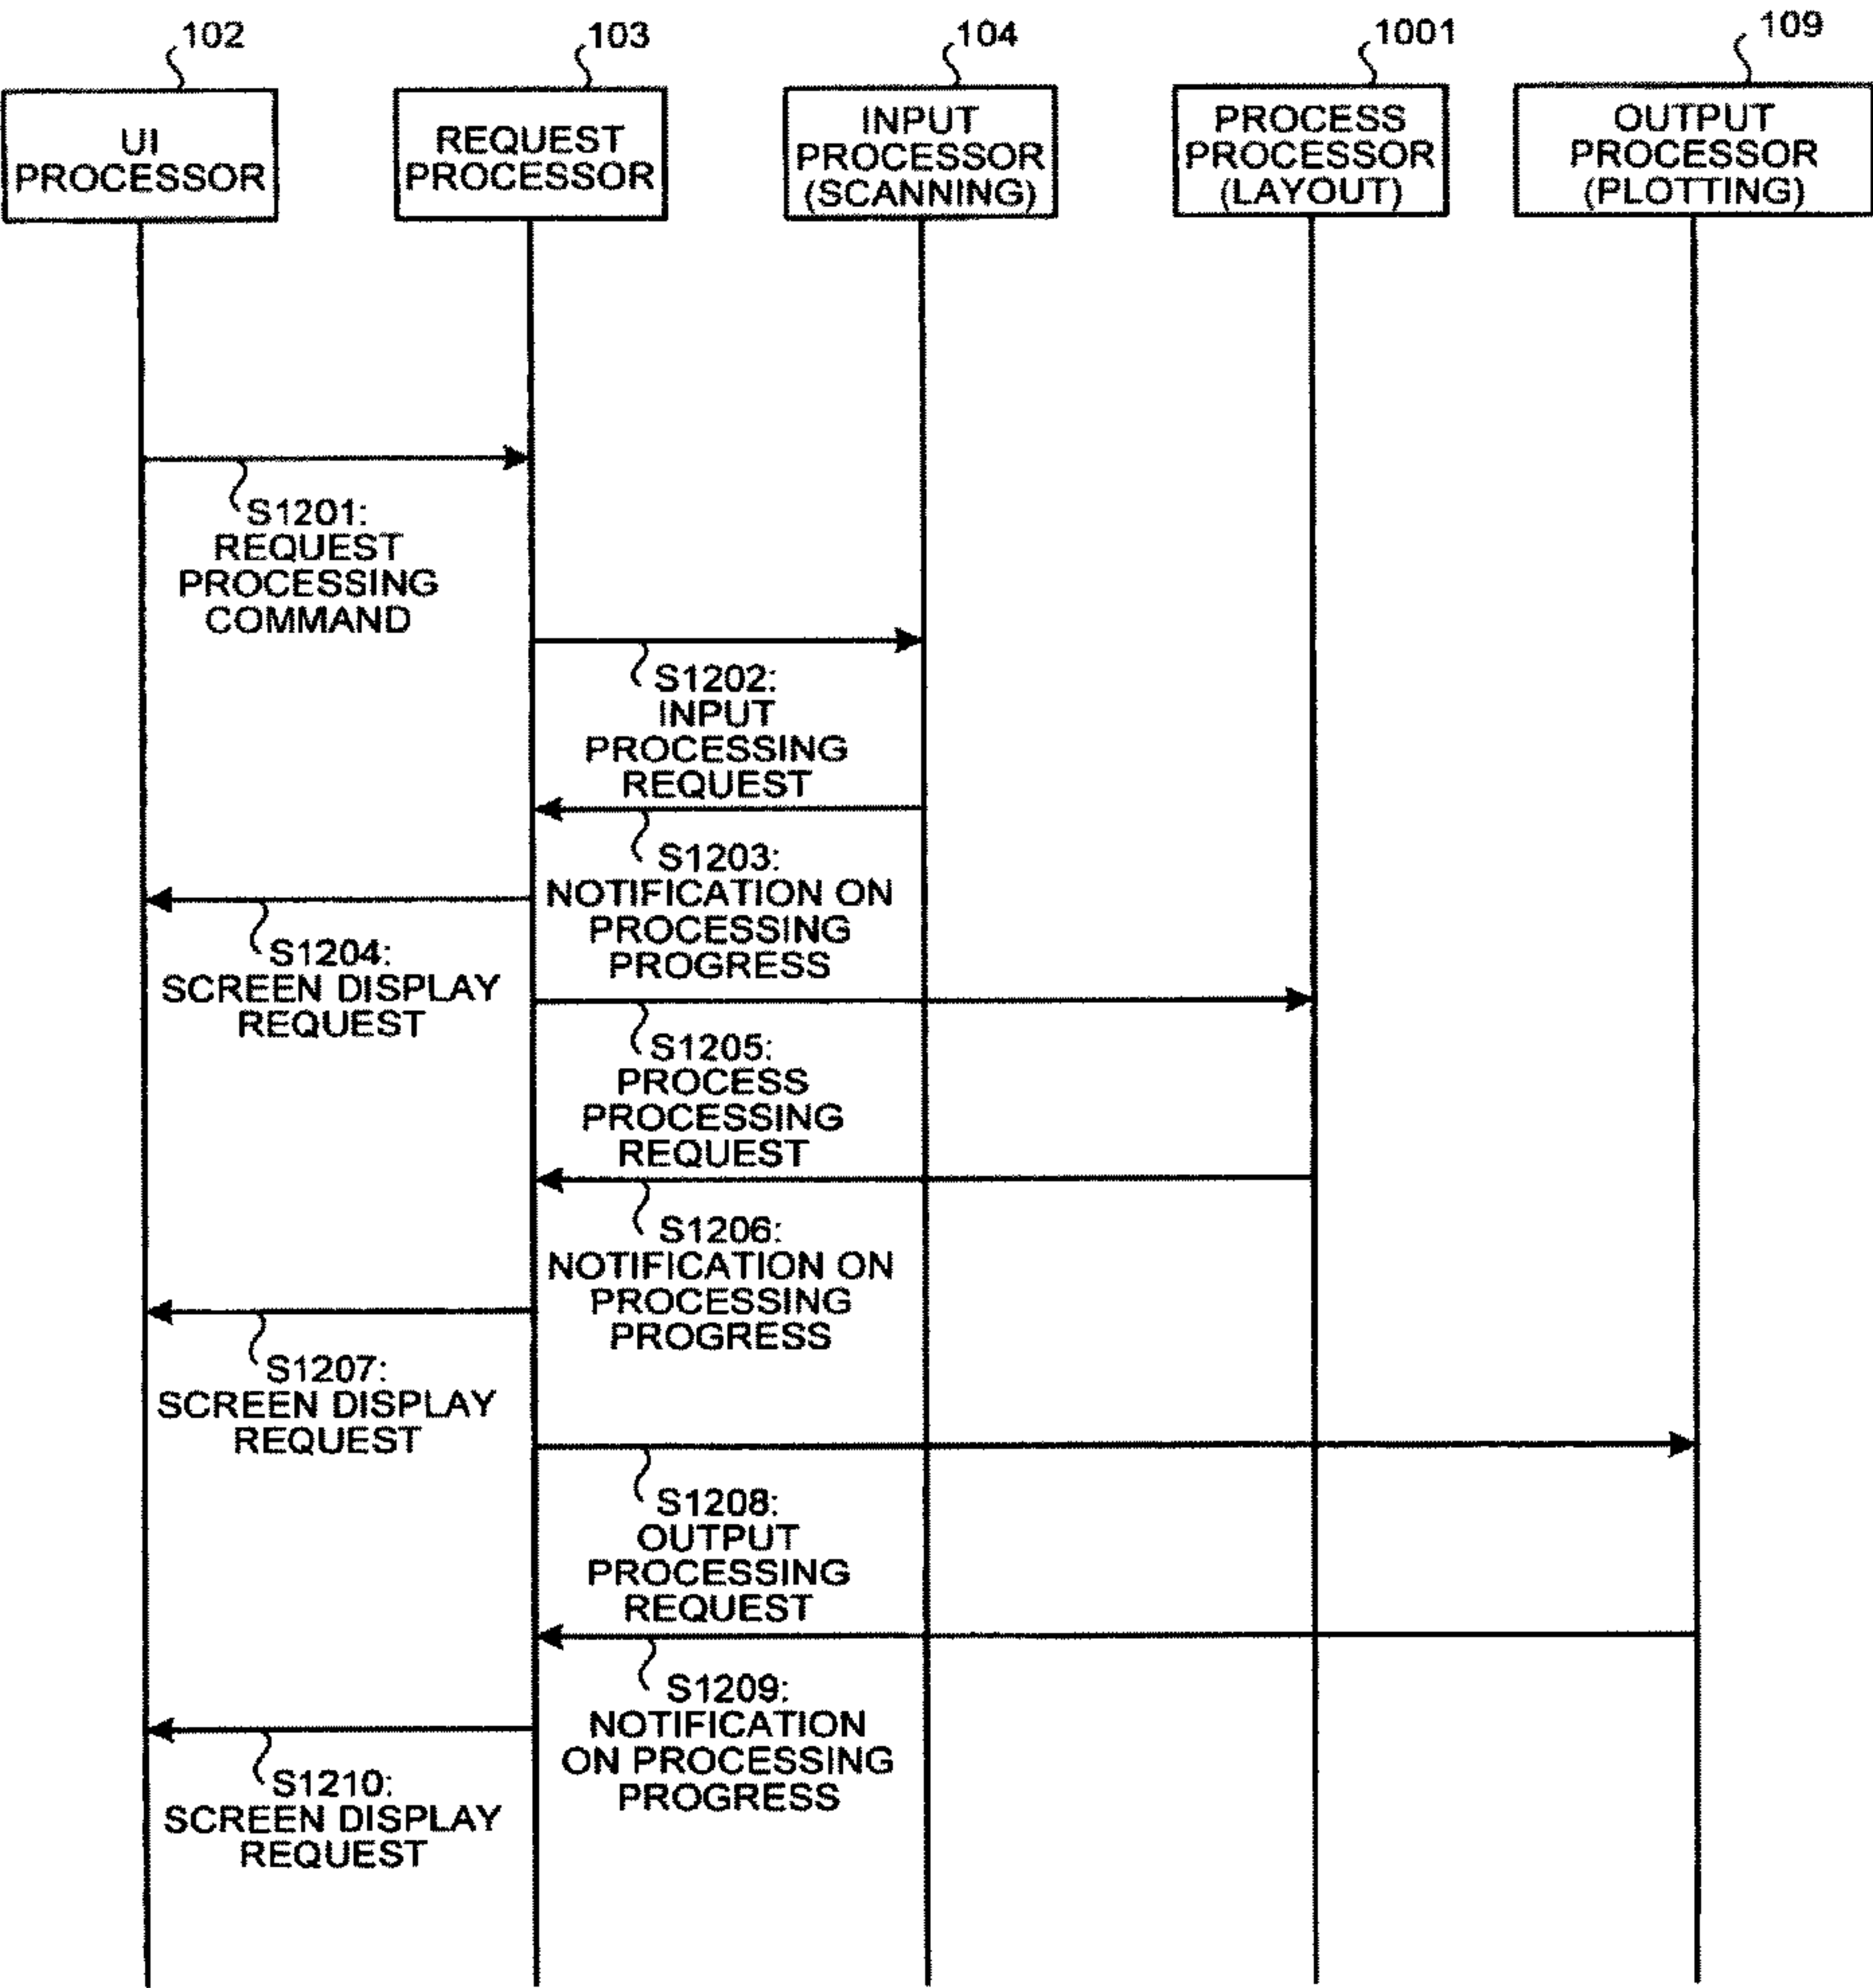 102
103
104
1001
109
UI
PROCESSOR
REQUEST
PROCESSOR
INPUT
PROCESSOR
(SCANNING)
PROCESS
PROCESSOR
(LAYOUT)
OUTPUT
PROCESSOR
(PLOTTING)
S1201:
REQUEST
PROCESSING
COMMAND
S1202:
INPUT
PROCESSING
REQUEST
S1203:
NOTIFICATION ON
PROCESSING
PROGRESS
S1204:
SCREEN DISPLAY
REQUEST
S1205:
PROCESS
PROCESSING
REQUEST
S1206:
NOTIFICATION ON
PROCESSING
PROGRESS
S1207:
SCREEN DISPLAY
REQUEST
S1208:
OUTPUT
PROCESSING
REQUEST
S1209:
NOTIFICATION
ON PROCESSING
PROGRESS
S1210:
SCREEN DISPLAY
REQUEST